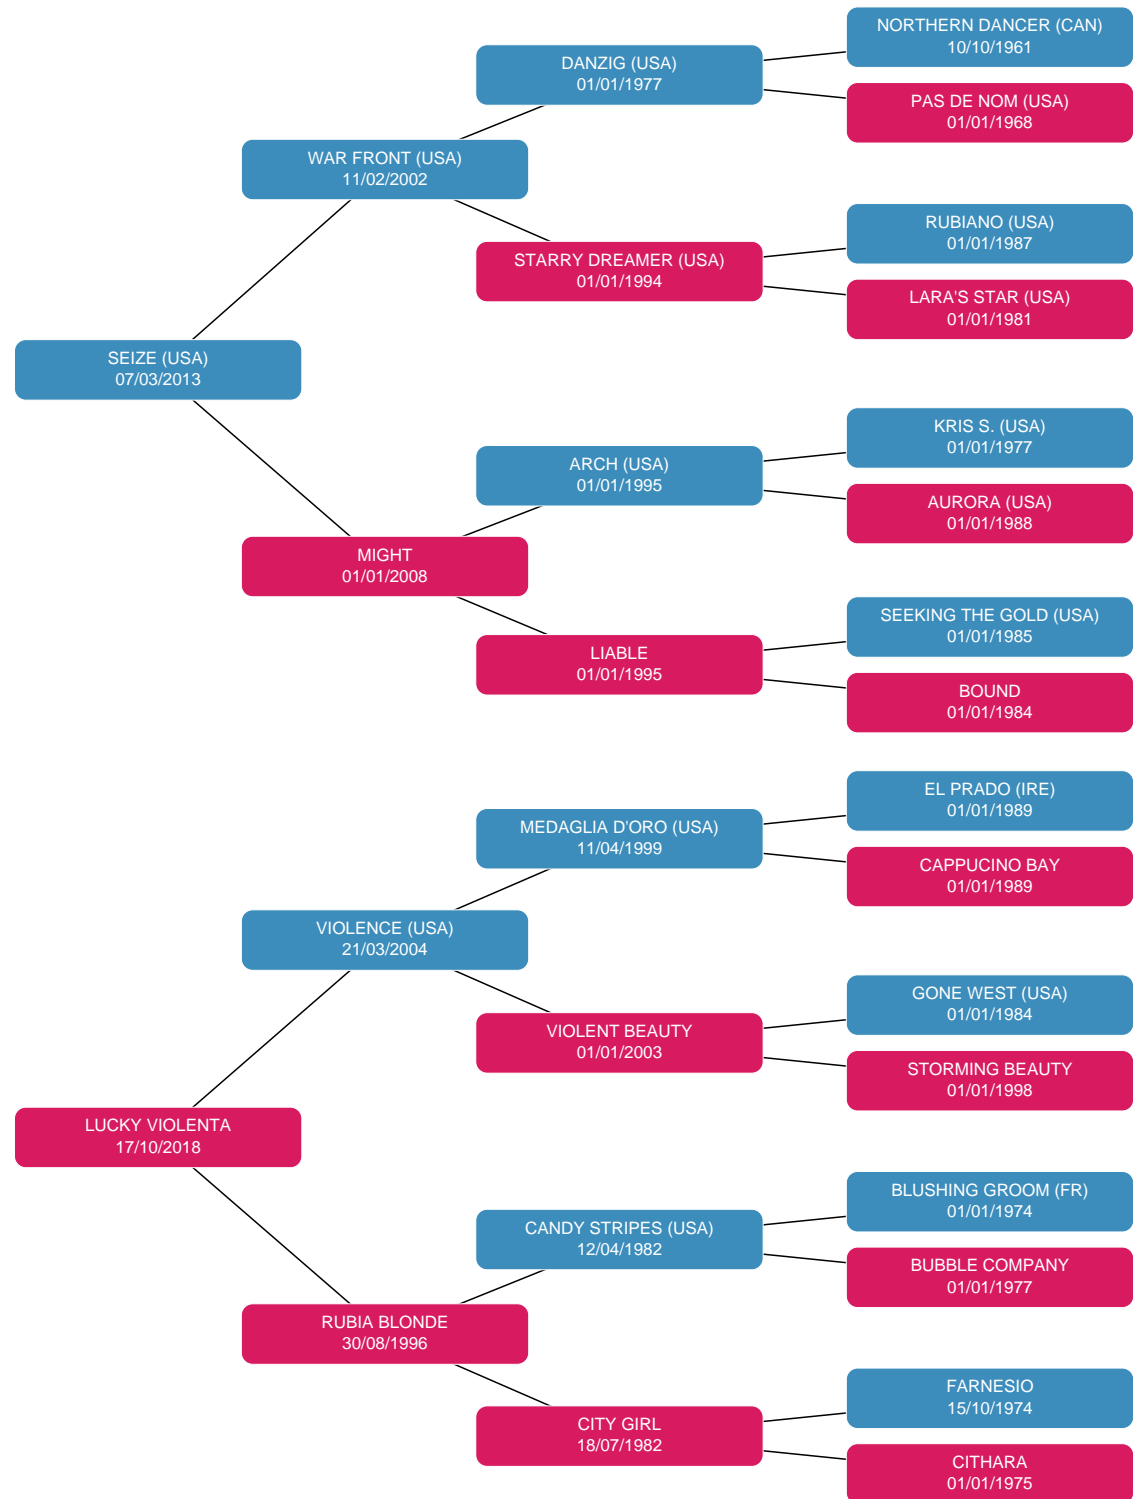 NORTHERN DANCER (CAN)
10/10/1961
DANZIG (USA)
01/01/1977
PAS DE NOM (USA)
01/01/1968
WAR FRONT (USA)
11/02/2002
RUBIANO (USA)
01/01/1987
STARRY DREAMER (USA)
01/01/1994
LARA'S STAR (USA)
01/01/1981
SEIZE (USA)
07/03/2013
KRIS S. (USA)
01/01/1977
ARCH (USA)
01/01/1995
AURORA (USA)
01/01/1988
MIGHT
01/01/2008
SEEKING THE GOLD (USA)
01/01/1985
LIABLE
01/01/1995
BOUND
01/01/1984
EL PRADO (IRE)
01/01/1989
MEDAGLIA D'ORO (USA)
11/04/1999
CAPPUCINO BAY
01/01/1989
VIOLENCE (USA)
21/03/2004
GONE WEST (USA)
01/01/1984
VIOLENT BEAUTY
01/01/2003
STORMING BEAUTY
01/01/1998
LUCKY VIOLENTA
17/10/2018
BLUSHING GROOM (FR)
01/01/1974
CANDY STRIPES (USA)
12/04/1982
BUBBLE COMPANY
01/01/1977
RUBIA BLONDE
30/08/1996
FARNESIO
15/10/1974
CITY GIRL
18/07/1982
CITHARA
01/01/1975